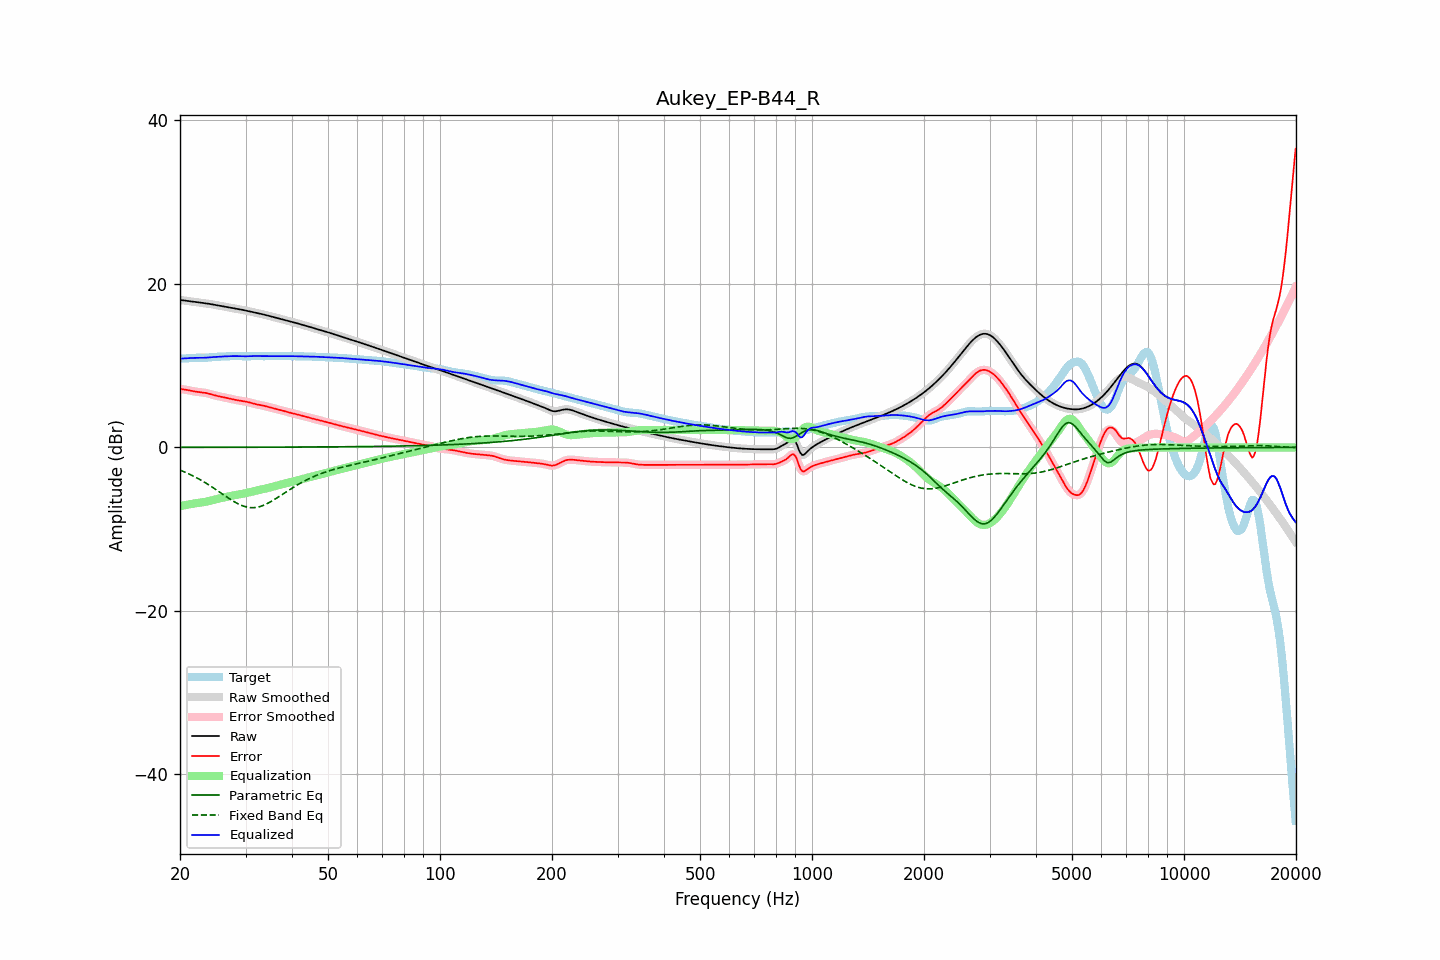 Aukey_EP-B44_R
Amplitude (dBr)
40
20
0
−20
−40
Target
Raw Smoothed
Error Smoothed
Raw
Error
Equalization
Parametric Eq
Fixed Band Eq
Equalized
20 50 100 200 500 1000 2000 5000 10000 20000
Frequency (Hz)